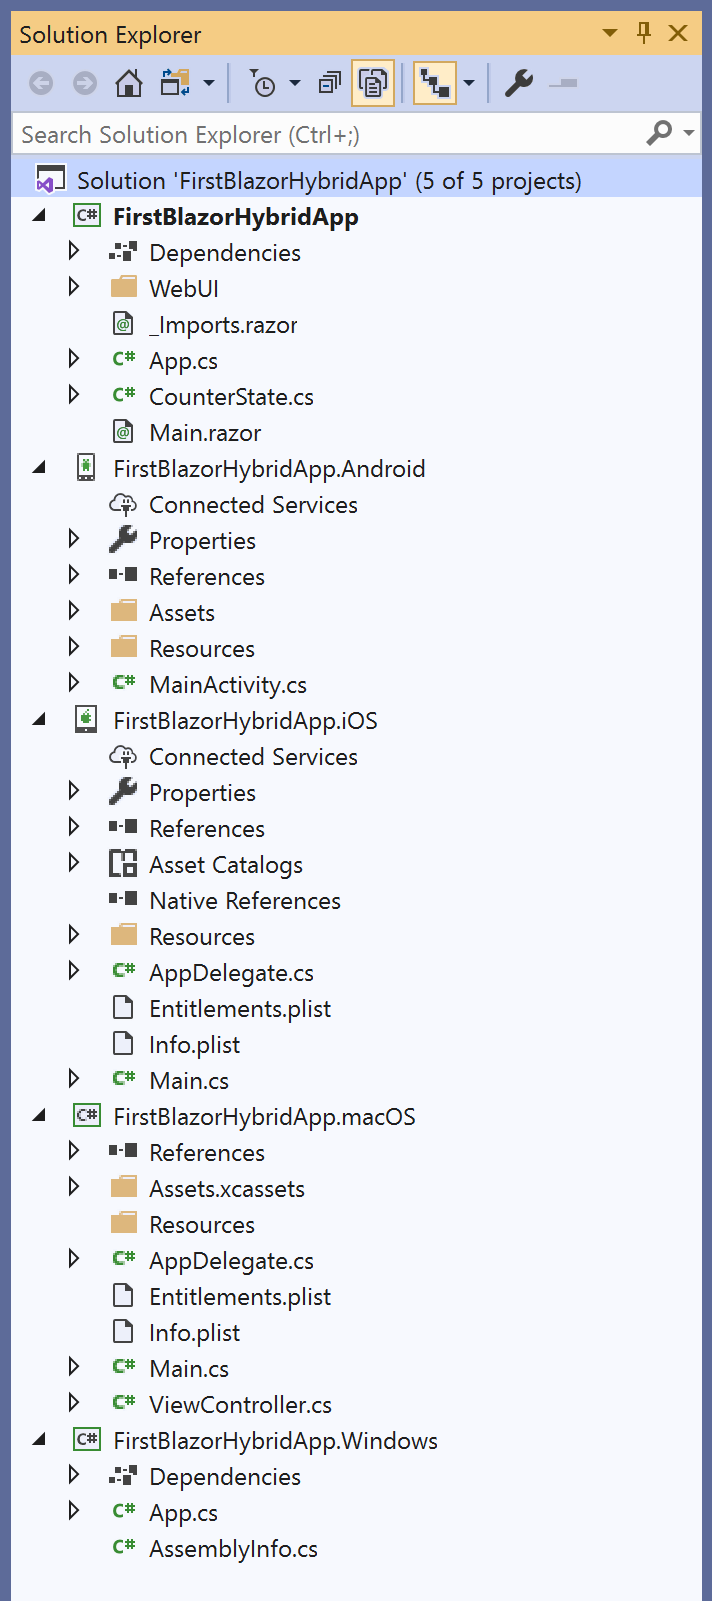 Solution Explorer
Search Solution Explorer (Ctrl+;)
Solution 'FirstBlazorHybridApp' (5 of 5 projects)
C# FirstBlazorHybridApp
Dependencies
WebUI
@ _Imports.razor
C# App.cs
C# CounterState.cs
@ Main.razor
FirstBlazorHybridApp.Android
Connected Services
Properties
References
Assets
Resources
C# MainActivity.cs
FirstBlazorHybridApp.iOS
Connected Services
Properties
References
Asset Catalogs
Native References
Resources
C# AppDelegate.cs
Entitlements.plist
Info.plist
C# Main.cs
C# FirstBlazorHybridApp.macOS
References
Assets.xcassets
Resources
C# AppDelegate.cs
Entitlements.plist
Info.plist
C# Main.cs
C# ViewController.cs
C# FirstBlazorHybridApp.Windows
Dependencies
C# App.cs
C# AssemblyInfo.cs